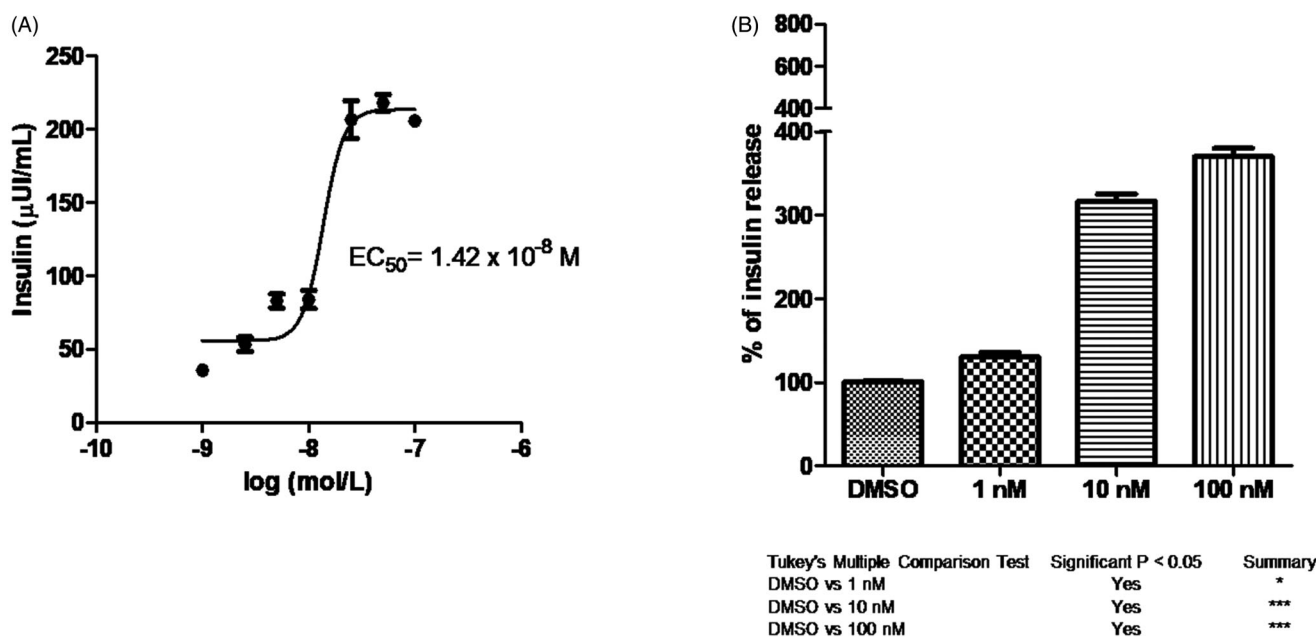 (A)
250
200
150
100
50
0
Insulin (μUI/mL)
EC50= 1.42 x 10-8 M
-10 -9 -8 -7 -6
log (mol/L)
(B)
800
600
400
400
300
200
100
0
% of insulin release
DMSO 1 nM 10 nM 100 nM
Tukey's Multiple Comparison Test Significant P < 0.05 Summary
DMSO vs 1 nM Yes *
DMSO vs 10 nM Yes ***
DMSO vs 100 nM Yes ***